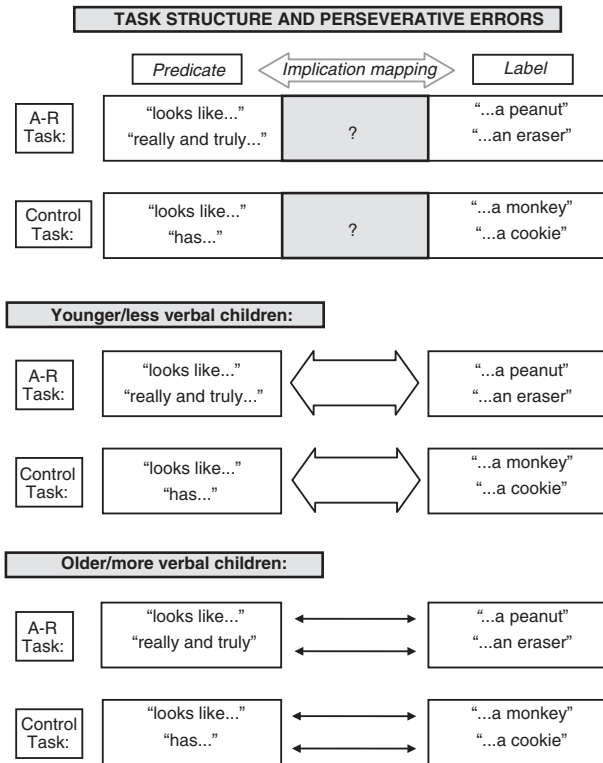 TASK STRUCTURE AND PERSEVERATIVE ERRORS
Predicate Implication mapping Label
A-R
Task:
“looks like...”
“really and truly...”
?
“...a peanut”
“...an eraser”
Control
Task:
“looks like...”
“has...”
?
“...a monkey”
“...a cookie”
Younger/less verbal children:
A-R
Task:
“looks like...”
“really and truly...”
“...a peanut”
“...an eraser”
Control
Task:
“looks like...”
“has...”
“...a monkey”
“...a cookie”
Older/more verbal children:
A-R
Task:
“looks like...”
“really and truly”
“...a peanut”
“...an eraser”
Control
Task:
“looks like...”
“has...”
“...a monkey”
“...a cookie”